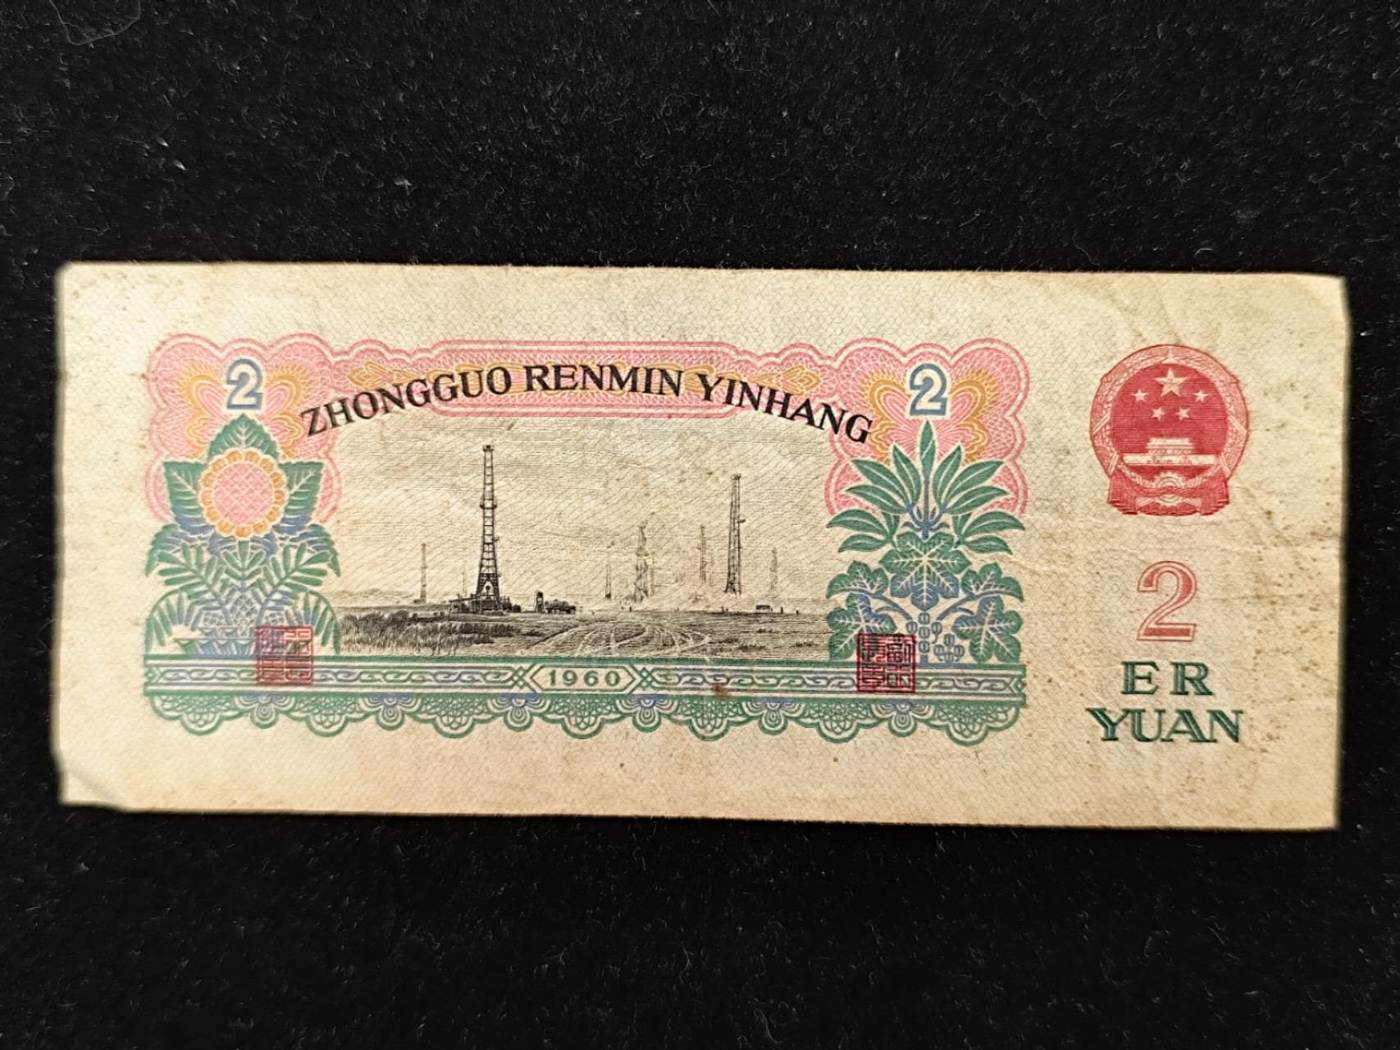 2
2
ZHONGGUO RENMIN YINHANG
1960
2
ER
YUAN